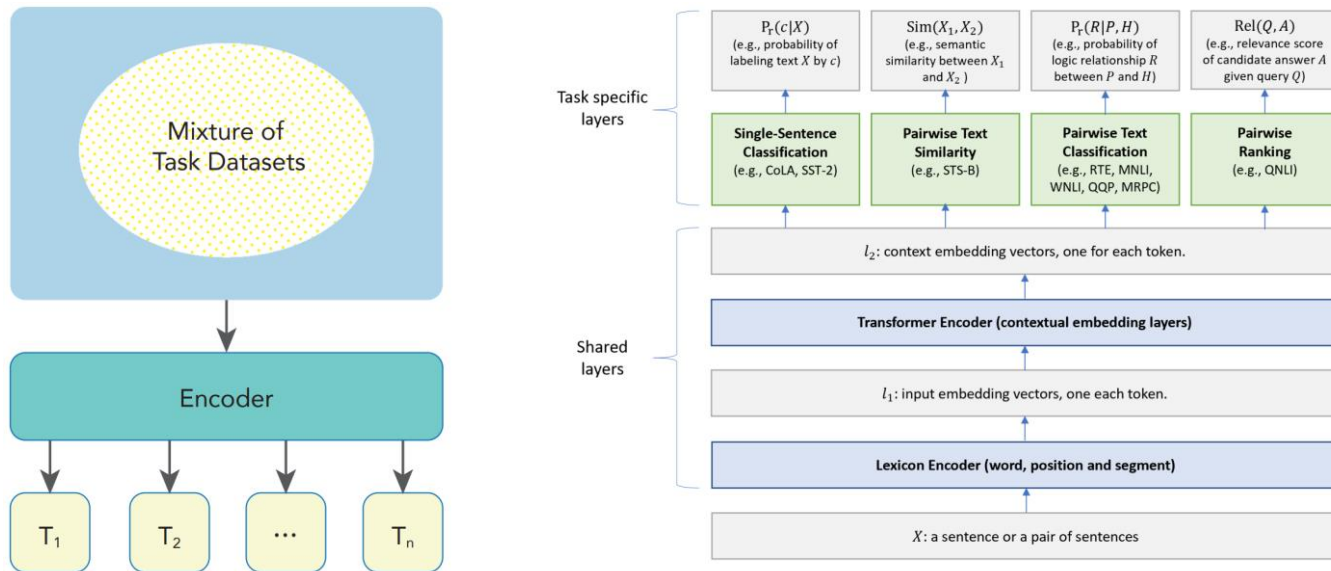 Mixture of
Task Datasets
Encoder
T₁
T₂
...
Tₙ
Task specific
layers
Pᵣ(c|X)
(e.g., probability of
labeling text X by c)
Sim(X₁, X₂)
(e.g., semantic
similarity between X₁
and X₂ )
Pᵣ(R|P, H)
(e.g., probability of
logic relationship R
between P and H)
Rel(Q, A)
(e.g., relevance score
of candidate answer A
given query Q)
Single-Sentence
Classification
(e.g., CoLA, SST-2)
Pairwise Text
Similarity
(e.g., STS-B)
Pairwise Text
Classification
(e.g., RTE, MNLI,
WNLI, QQP, MRPC)
Pairwise
Ranking
(e.g., QNLI)
Shared
layers
l₂: context embedding vectors, one for each token.
Transformer Encoder (contextual embedding layers)
l₁: input embedding vectors, one each token.
Lexicon Encoder (word, position and segment)
X: a sentence or a pair of sentences